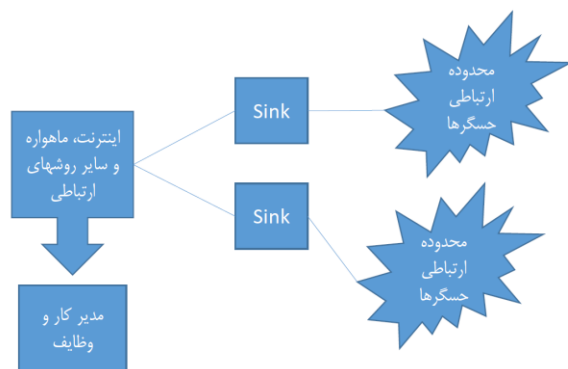 محدوده
ارتباطی
حسگرها
Sink
اینترنت، ماهواره
و سایر روشهای
ارتباطی
Sink
محدوده
ارتباطی
حسگرها
مدیر کار و
وظایف